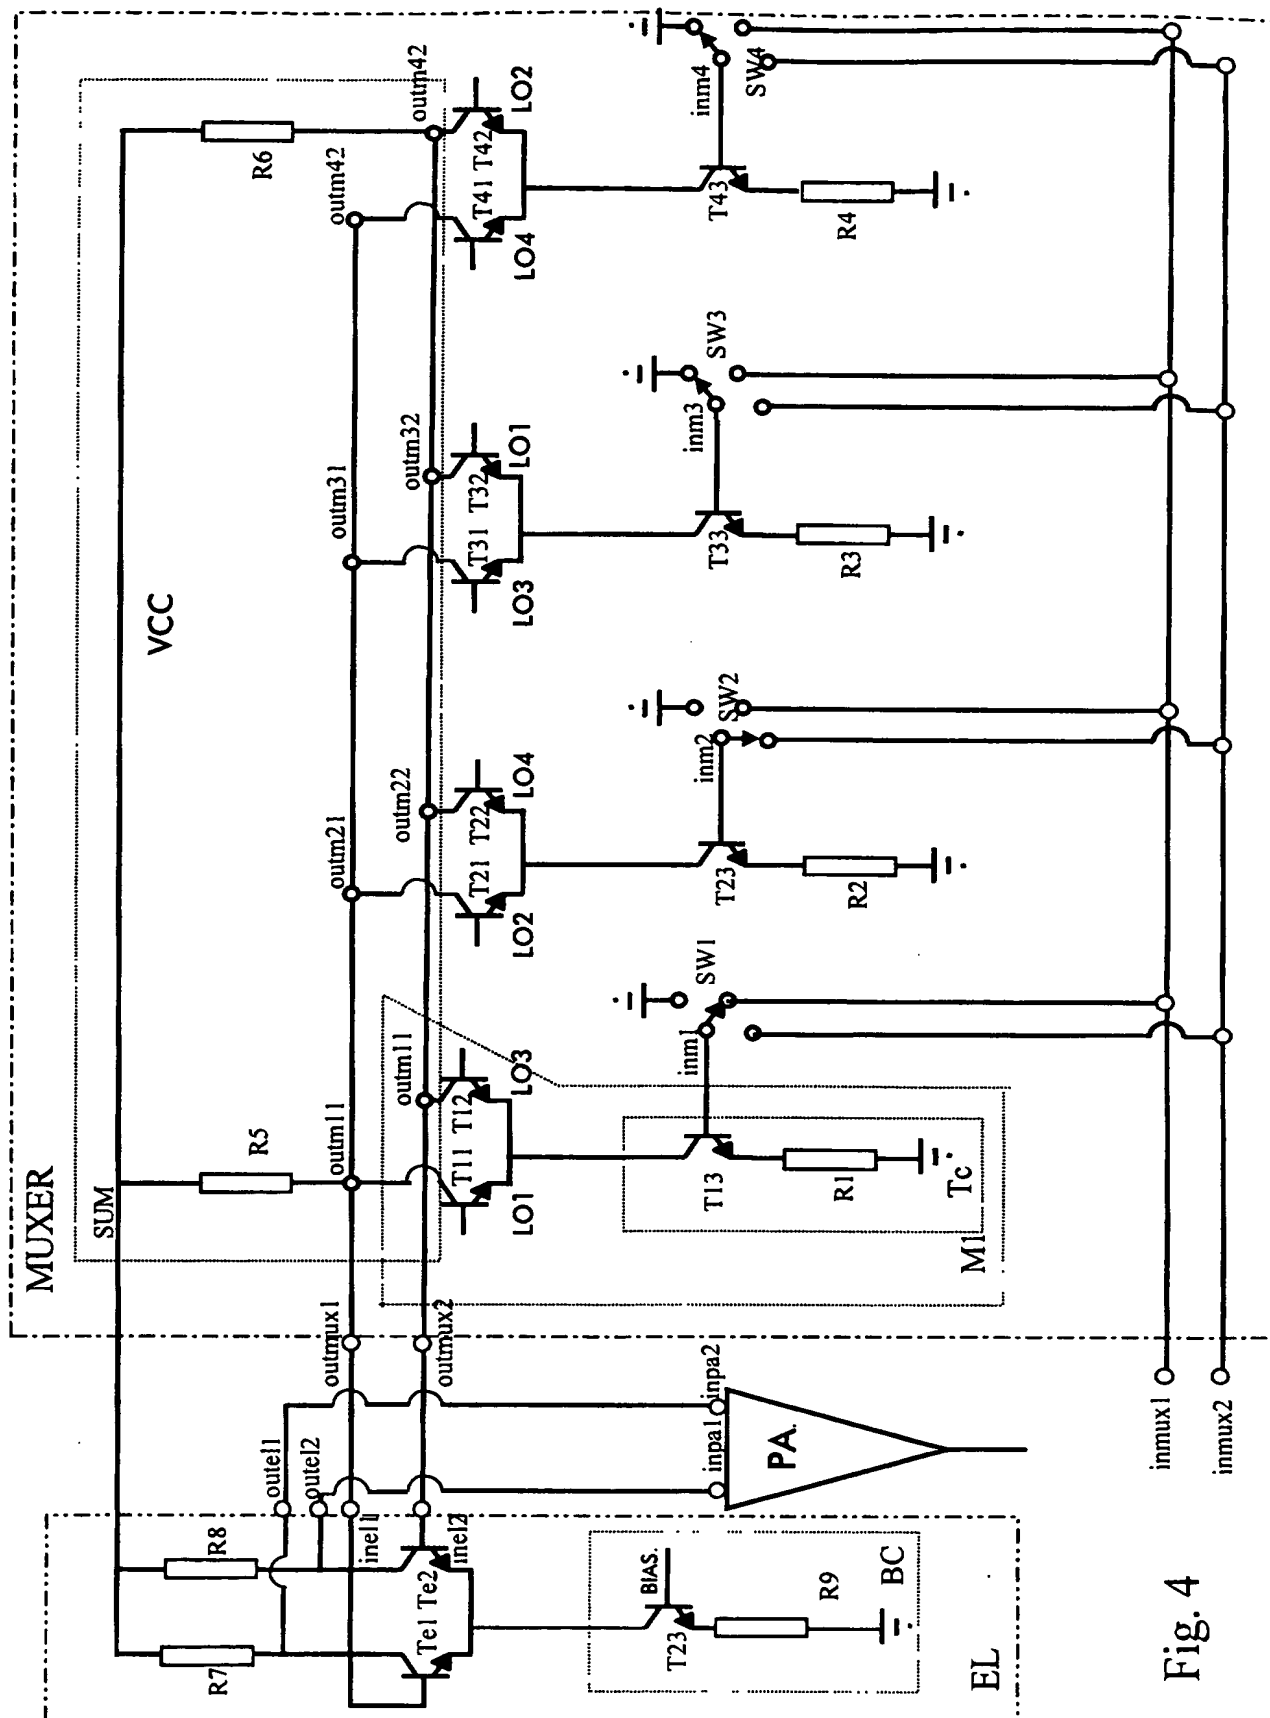 MUXER
SUM
VCC
R5
R6
outm11
outm21
outm31
outm42
outm11
outm22
outm32
outm42
T11 T12
T21 T22
T31 T32
T41 T42
LO1
LO3
LO2
LO4
LO3
LO1
LO4
LO2
inm1
SW1
inm2
SW2
inm3
SW3
inm4
SW4
T13
T23
T33
T43
R1
R2
R3
R4
Tc
M1
outmux1
outmux2
outel1
outel2
inel1
inel2
inpa1
inpa2
PA.
R7
R8
Te1 Te2
BIAS.
T23
R9
BC
EL
inmux1
inmux2
Fig. 4